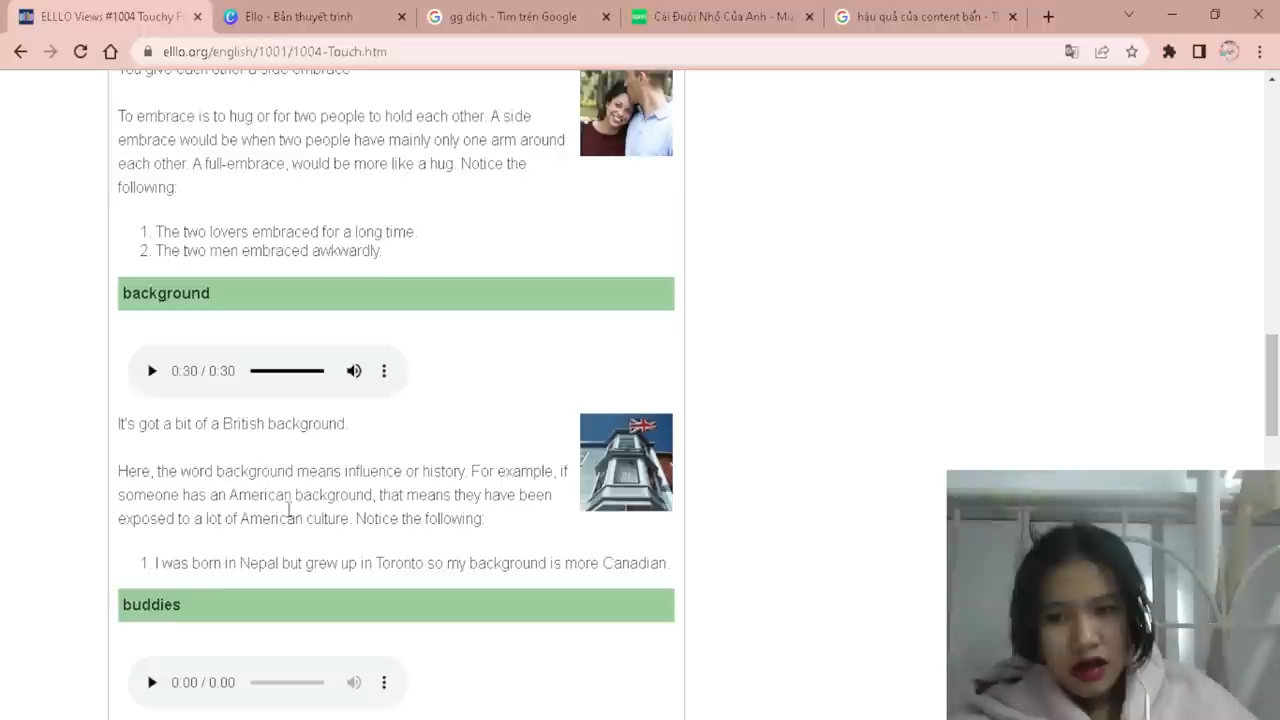 ELLLO Views #1004 Touchy F
Ello - Bản thuyết trình
gg dịch - Tìm trên Google
Cái Đuôi Nhỏ Của Anh - Mù
hậu quả của content bẩn - T
elllo.org/english/1001/1004-Touch.htm
You give each other a side embrace
To embrace is to hug or for two people to hold each other. A side
embrace would be when two people have mainly only one arm around
each other. A full-embrace, would be more like a hug. Notice the
following:
1. The two lovers embraced for a long time.
2. The two men embraced awkwardly.
background
0:30 / 0:30
It's got a bit of a British background.
Here, the word background means influence or history. For example, if
someone has an American background, that means they have been
exposed to a lot of American culture. Notice the following:
1. I was born in Nepal but grew up in Toronto so my background is more Canadian.
buddies
0:00 / 0:00